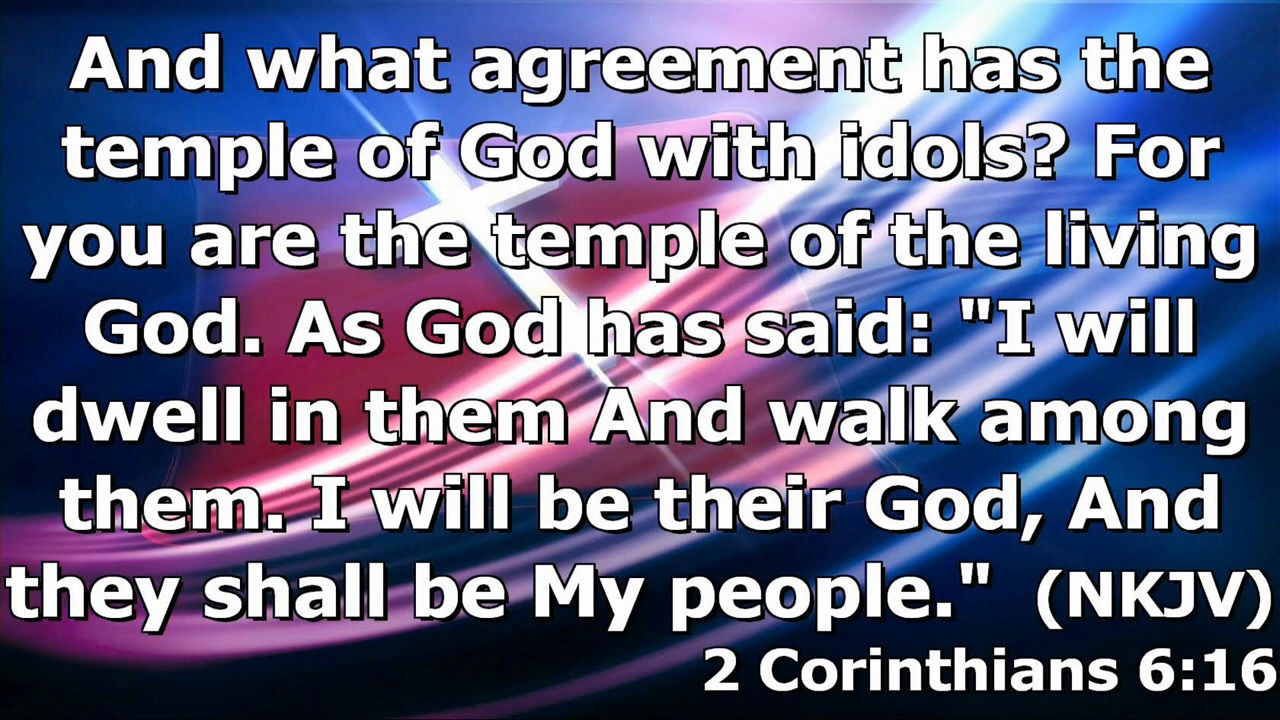 And what agreement has the
temple of God with idols? For
you are the temple of the living
God. As God has said: "I will
dwell in them And walk among
them. I will be their God, And
they shall be My people." (NKJV)
2 Corinthians 6:16